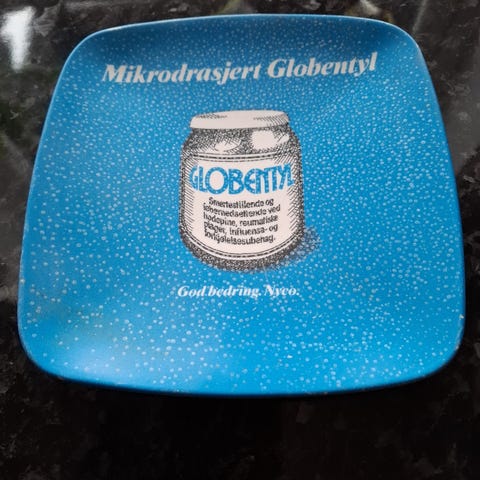 Mikrodrasjert Globentyl
GLOBENTYL
Smertestillende og
febernedsettende ved
hodepine, reumatiske
plager, influensa- og
forkjølelsesubehag.
God bedring. Nyco.